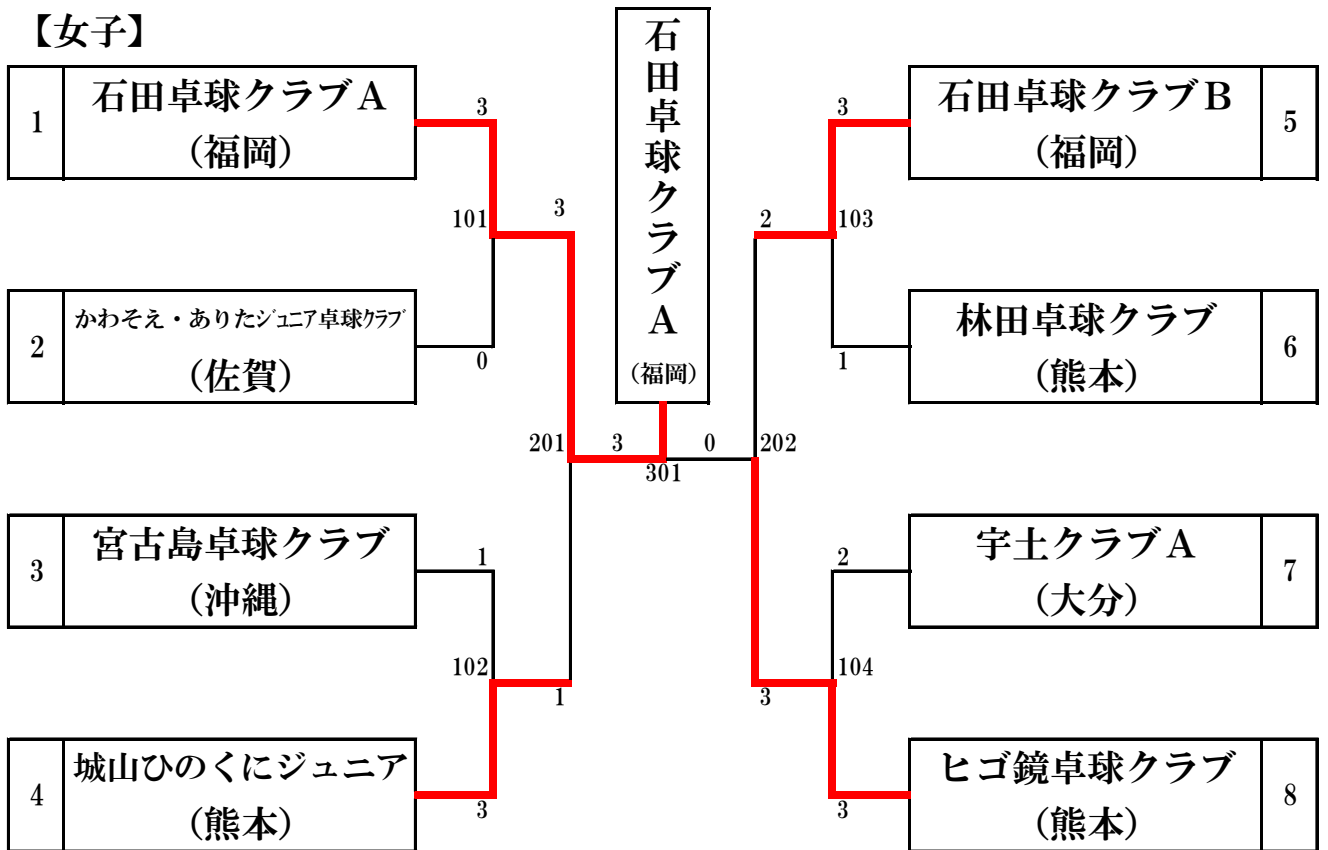 【女子】
石田卓球クラブA
(福岡)
1
石田卓球クラブA
(福岡)
3
2
かわそえ・ありたジュニア卓球クラブ
(佐賀)
0
101
3
3
宮古島卓球クラブ
(沖縄)
1
4
城山ひのくにジュニア
(熊本)
3
102
1
201
3
301
0
202
石田卓球クラブB
(福岡)
5
3
林田卓球クラブ
(熊本)
6
1
2
103
宇土クラブA
(大分)
7
2
ヒゴ鏡卓球クラブ
(熊本)
8
3
104
3